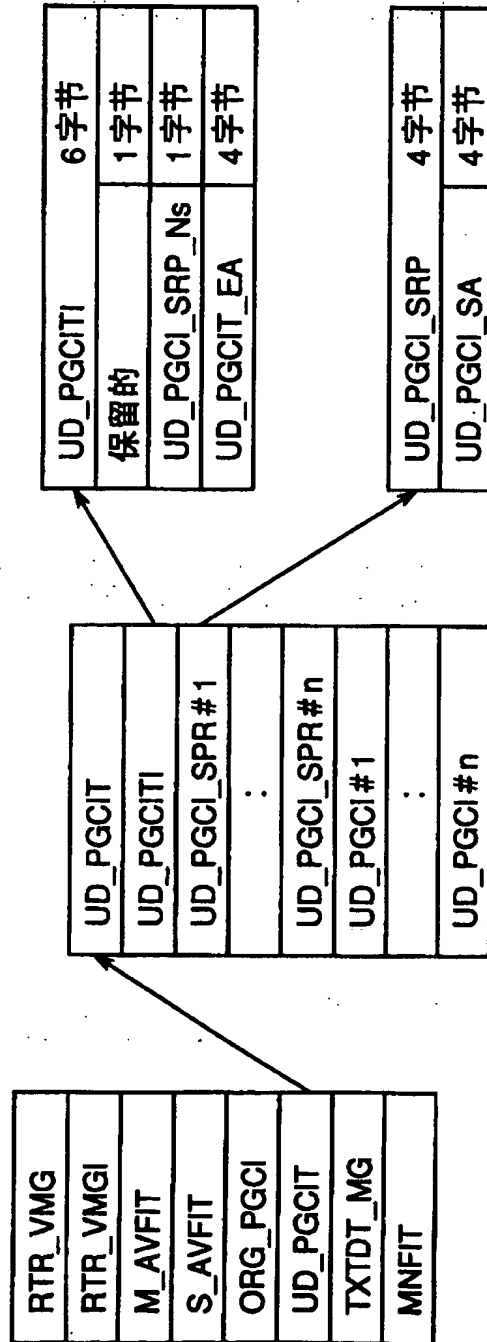 RTR_VMG
RTR_VMGI
M_AVFIT
S_AVFIT
ORG_PGCI
UD_PGCIT
TXTDT_MG
MNFIT
UD_PGCIT
UD_PGCITI
UD_PGCI_SPR#1
:
UD_PGCI_SPR#n
UD_PGCI#1
:
UD_PGCI#n
UD_PGCITI 6字节
保留的 1字节
UD_PGCI_SRP_Ns 1字节
UD_PGCIT_EA 4字节
UD_PGCI_SRP 4字节
UD_PGCI_SA 4字节